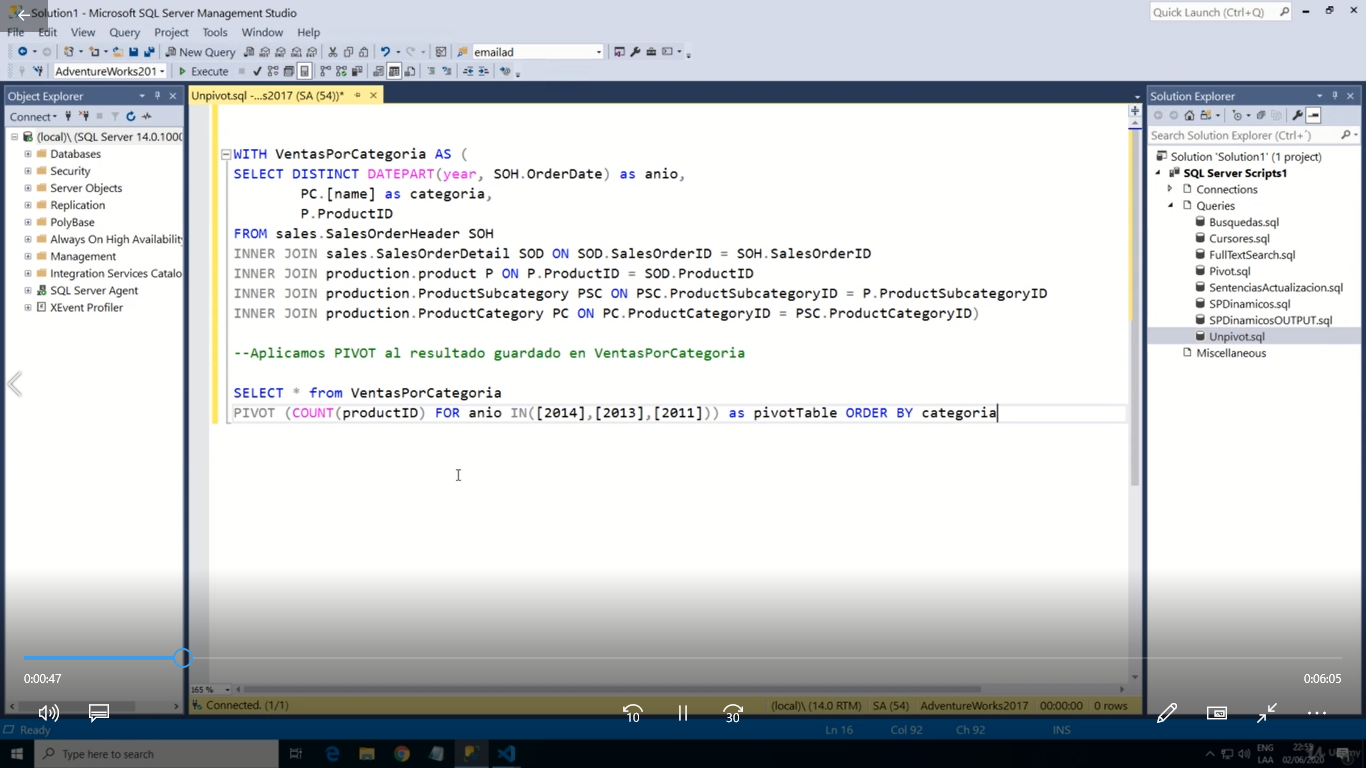 Solution1 - Microsoft SQL Server Management Studio
Quick Launch (Ctrl+Q)
File Edit View Query Project Tools Window Help
New Query
emailad
AdventureWorks201
Execute
Object Explorer
Connect
(local)\ (SQL Server 14.0.1000
Databases
Security
Server Objects
Replication
PolyBase
Always On High Availability
Management
Integration Services Catalo
SQL Server Agent
XEvent Profiler
Unpivot.sql -...s2017 (SA (54))*
WITH VentasPorCategoria AS (
SELECT DISTINCT DATEPART(year, SOH.OrderDate) as anio,
PC.[name] as categoria,
P.ProductID
FROM sales.SalesOrderHeader SOH
INNER JOIN sales.SalesOrderDetail SOD ON SOD.SalesOrderID = SOH.SalesOrderID
INNER JOIN production.product P ON P.ProductID = SOD.ProductID
INNER JOIN production.ProductSubcategory PSC ON PSC.ProductSubcategoryID = P.ProductSubcategoryID
INNER JOIN production.ProductCategory PC ON PC.ProductCategoryID = PSC.ProductCategoryID)
--Aplicamos PIVOT al resultado guardado en VentasPorCategoria
SELECT * from VentasPorCategoria
PIVOT (COUNT(productID) FOR anio IN([2014],[2013],[2011])) as pivotTable ORDER BY categoria
Solution Explorer
Search Solution Explorer (Ctrl+´)
Solution 'Solution1' (1 project)
SQL Server Scripts1
Connections
Queries
Busquedas.sql
Cursores.sql
FullTextSearch.sql
Pivot.sql
SentenciasActualizacion.sql
SPDinamicos.sql
SPDinamicosOUTPUT.sql
Unpivot.sql
Miscellaneous
0:00:47
0:06:05
165 %
Connected. (1/1)
(local)\ (14.0 RTM) SA (54) AdventureWorks2017 00:00:00 0 rows
10
30
Ready
Ln 16 Col 92 Ch 92 INS
Type here to search
ENG
LAA
02/06/2020